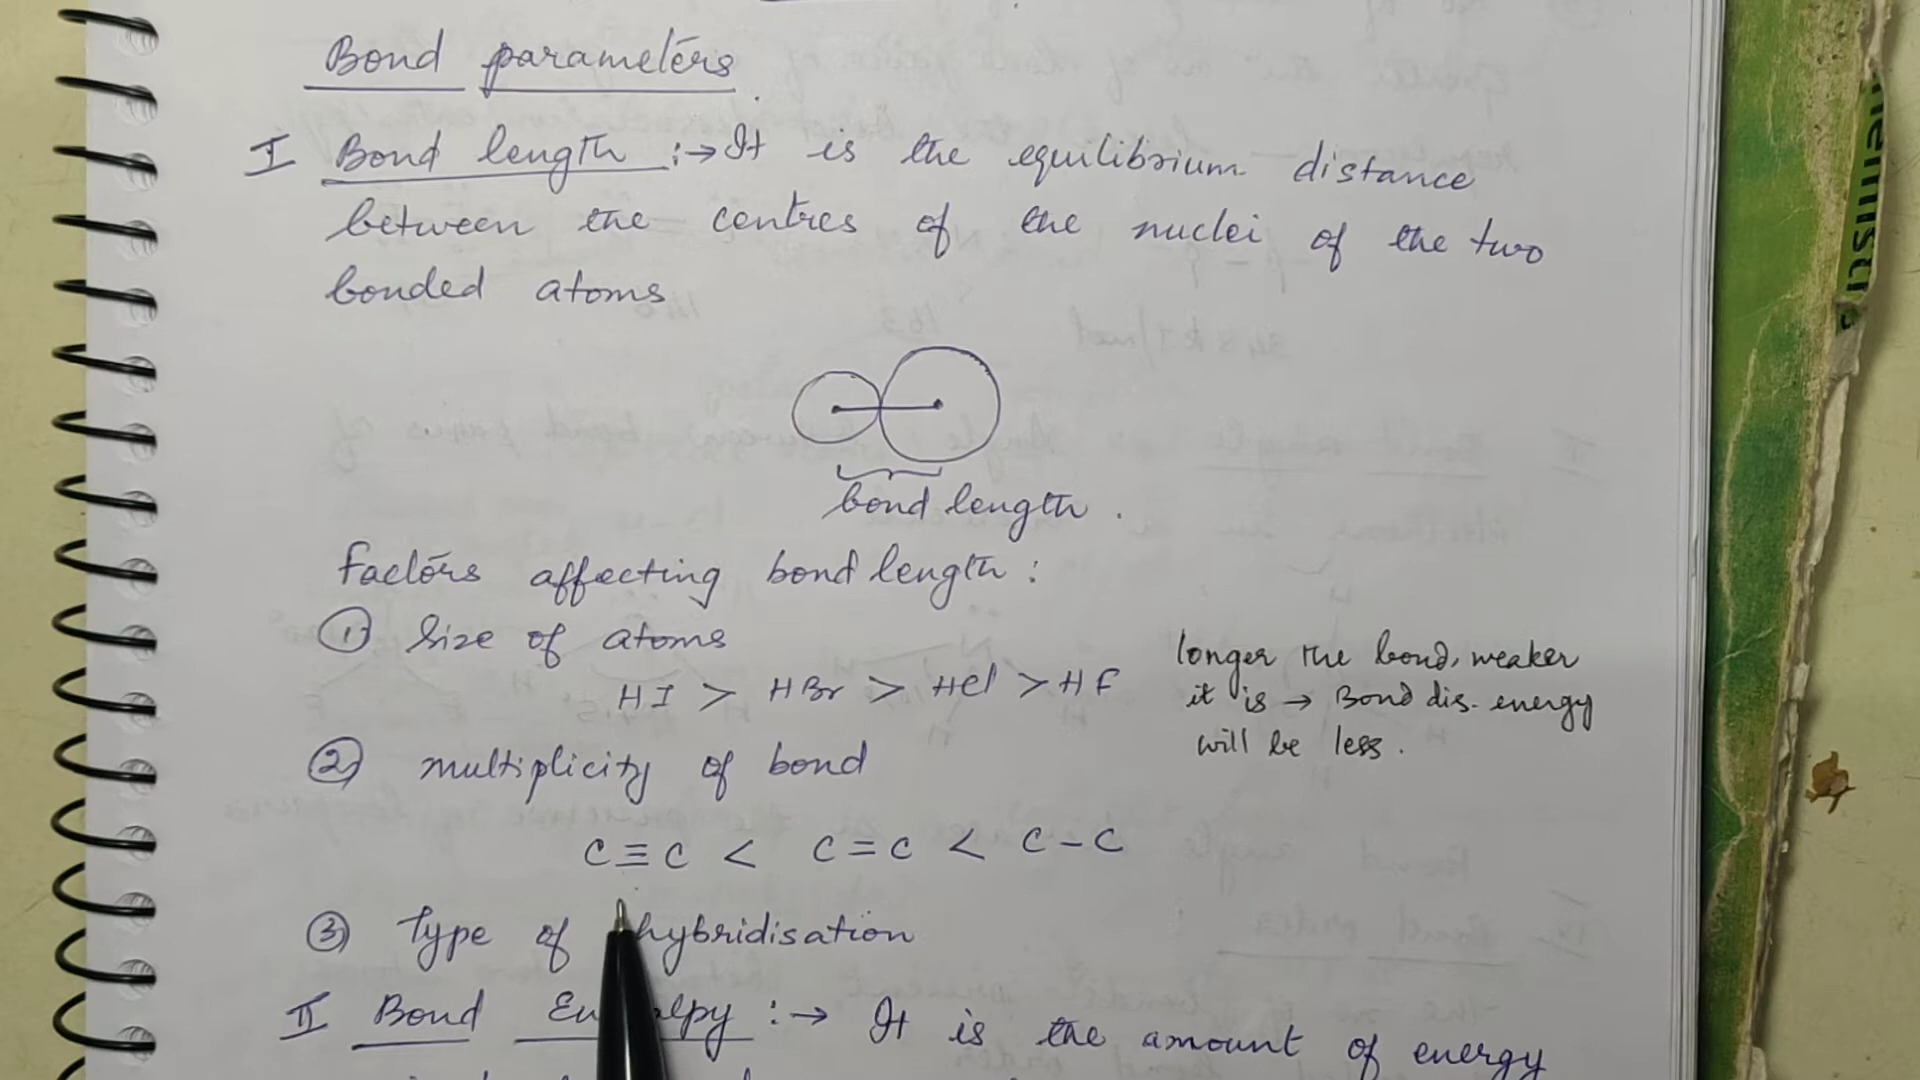 Bond parameters.
I Bond length :→ It is the equilibrium distance
between the centres of the nuclei of the two
bonded atoms
bond length.
Factors affecting bond length :
① Size of atoms
HI > HBr > HCl > HF
longer the bond, weaker
it is → Bond dis. energy
will be less.
② multiplicity of bond
C≡C < C=C < C-C
③ Type of hybridisation
II Bond :→ It is the amount of energy